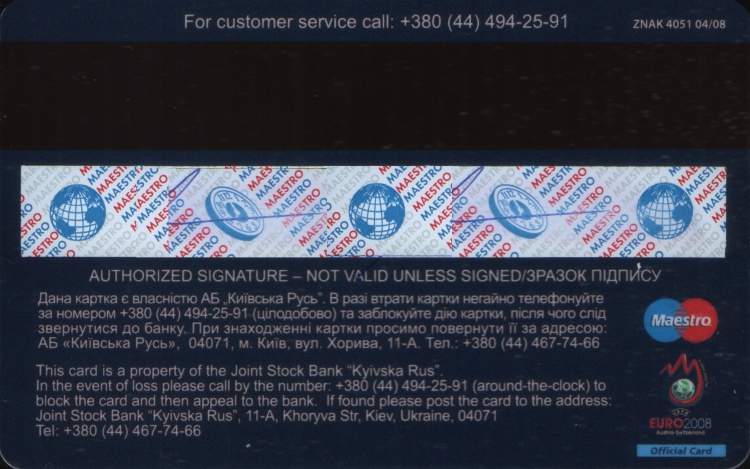 For customer service call: +380 (44) 494-25-91
ZNAK 4051 04/08
MAESTRO MAESTRO MAESTRO MAESTRO
AUTHORIZED SIGNATURE – NOT VALID UNLESS SIGNED/ЗРАЗОК ПІДПИСУ
Дана картка є власністю АБ „Київська Русь". В разі втрати картки негайно телефонуйте
за номером +380 (44) 494-25-91 (цілодобово) та заблокуйте дію картки, після чого слід
звернутися до банку. При знаходженні картки просимо повернути її за адресою:
АБ «Київська Русь», 04071, м. Київ, вул. Хорива, 11-А. Тел.: +380 (44) 467-74-66
Maestro
This card is a property of the Joint Stock Bank "Kyivska Rus".
In the event of loss please call by the number: +380 (44) 494-25-91 (around-the-clock) to
block the card and then appeal to the bank. If found please post the card to the address:
Joint Stock Bank "Kyivska Rus", 11-A, Khoryva Str, Kiev, Ukraine, 04071
Tel: +380 (44) 467-74-66
UEFA
EURO2008
Austria-Switzerland
Official Card